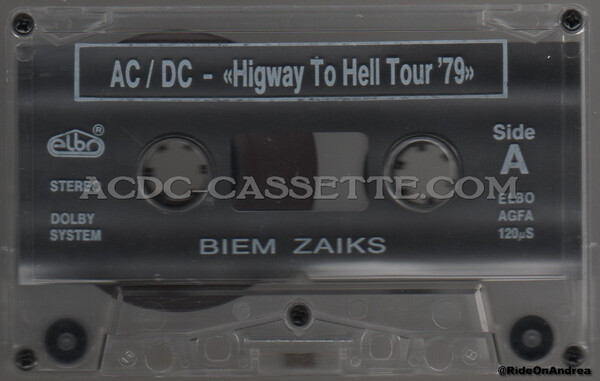 AC / DC - «Higway To Hell Tour '79»
elbo®
Side
A
STEREO
ACDC-CASSETTE.COM
DOLBY
SYSTEM
ELBO
AGFA
120µS
BIEM ZAIKS
@RideOnAndrea